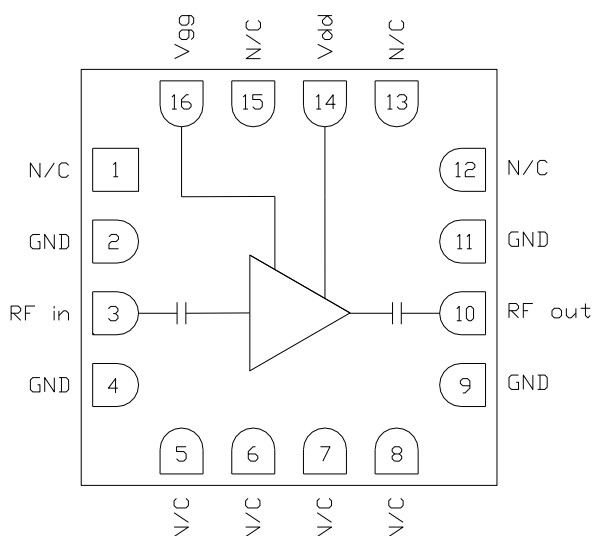 Vgg
N/C
Vdd
N/C
16
15
14
13
N/C
1
12
N/C
GND
2
11
GND
RF in
3
10
RF out
GND
4
9
GND
5
6
7
8
N/C
N/C
N/C
N/C